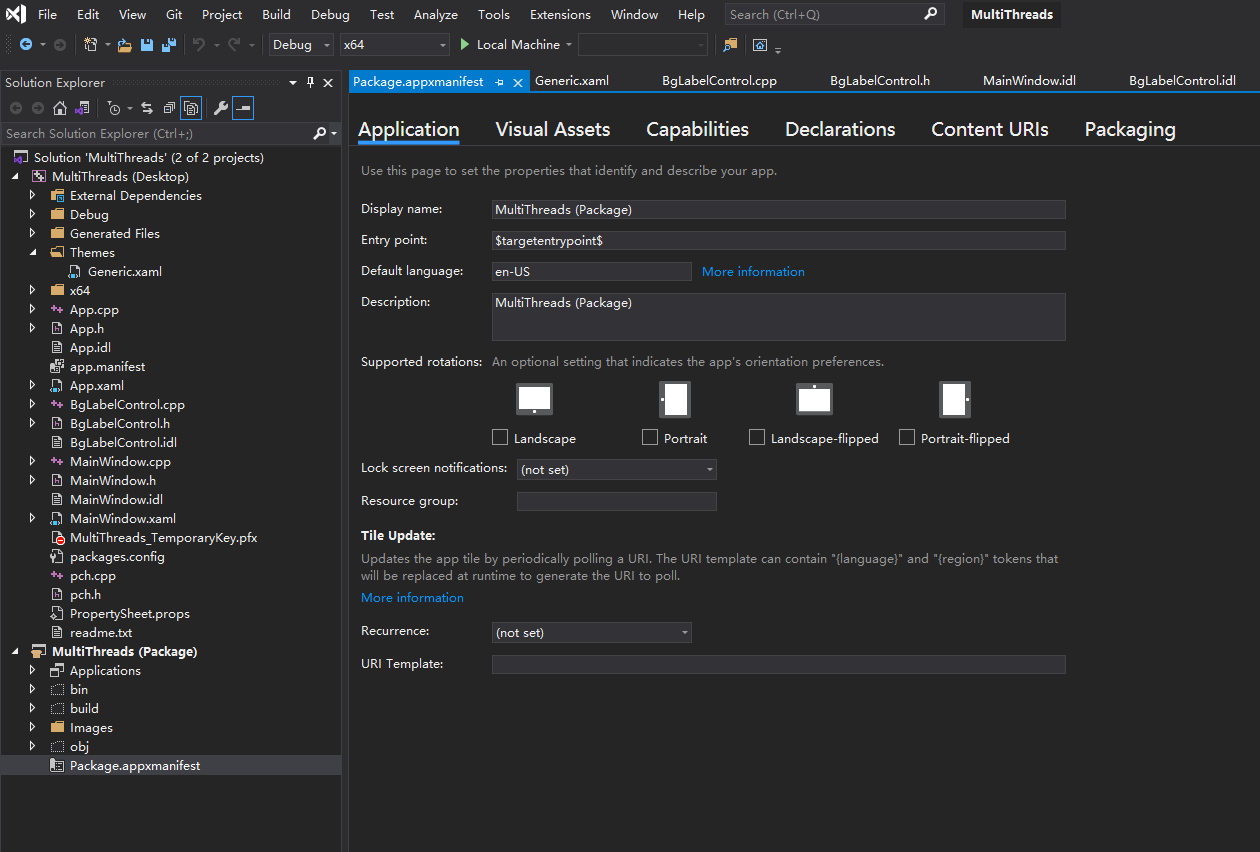 File Edit View Git Project Build Debug Test Analyze Tools Extensions Window Help Search (Ctrl+Q) MultiThreads
Debug x64 Local Machine
Solution Explorer
Search Solution Explorer (Ctrl+;)
Solution 'MultiThreads' (2 of 2 projects)
MultiThreads (Desktop)
External Dependencies
Debug
Generated Files
Themes
Generic.xaml
x64
App.cpp
App.h
App.idl
app.manifest
App.xaml
BgLabelControl.cpp
BgLabelControl.h
BgLabelControl.idl
MainWindow.cpp
MainWindow.h
MainWindow.idl
MainWindow.xaml
MultiThreads_TemporaryKey.pfx
packages.config
pch.cpp
pch.h
PropertySheet.props
readme.txt
MultiThreads (Package)
Applications
bin
build
Images
obj
Package.appxmanifest
Package.appxmanifest Generic.xaml BgLabelControl.cpp BgLabelControl.h MainWindow.idl BgLabelControl.idl
Application Visual Assets Capabilities Declarations Content URIs Packaging
Use this page to set the properties that identify and describe your app.
Display name: MultiThreads (Package)
Entry point: $targetentrypoint$
Default language: en-US More information
Description: MultiThreads (Package)
Supported rotations: An optional setting that indicates the app's orientation preferences.
Landscape Portrait Landscape-flipped Portrait-flipped
Lock screen notifications: (not set)
Resource group:
Tile Update:
Updates the app tile by periodically polling a URI. The URI template can contain "{language}" and "{region}" tokens that
will be replaced at runtime to generate the URI to poll.
More information
Recurrence: (not set)
URI Template: